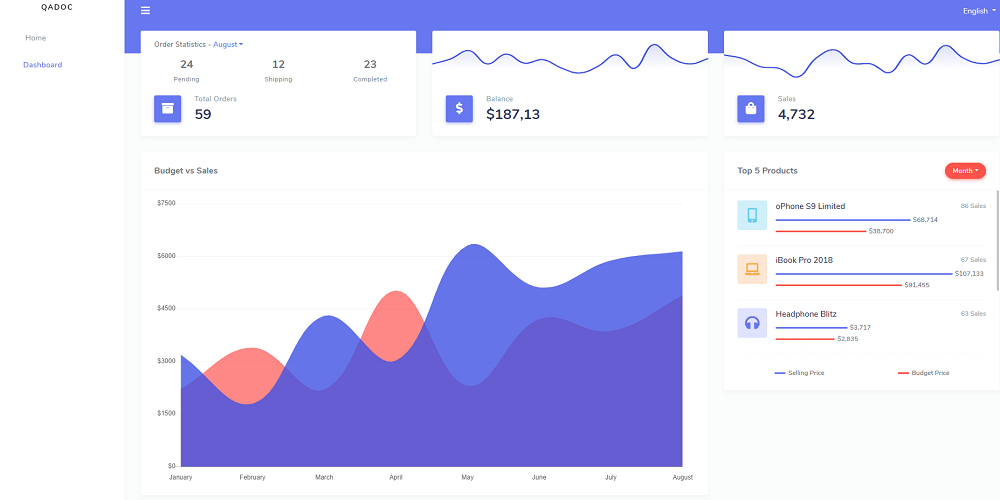 QADOC
Home
Dashboard
English
Order Statistics - August
24 12 23
Pending Shipping Completed
Total Orders
59
Balance
$187,13
Sales
4,732
Budget vs Sales
$7500
$6000
$4500
$3000
$1500
$0
January February March April May June July August
Top 5 Products
Month
oPhone S9 Limited 86 Sales
$68,714
$38,700
iBook Pro 2018 67 Sales
$107,133
$91,455
Headphone Blitz 63 Sales
$3,717
$2,835
Selling Price Budget Price